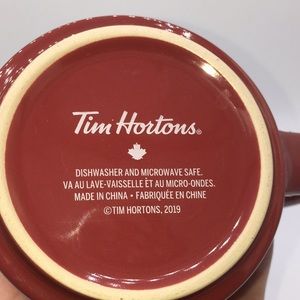 Tim Hortons®
DISHWASHER AND MICROWAVE SAFE.
VA AU LAVE-VAISSELLE ET AU MICRO-ONDES.
MADE IN CHINA • FABRIQUÉE EN CHINE
©TIM HORTONS, 2019